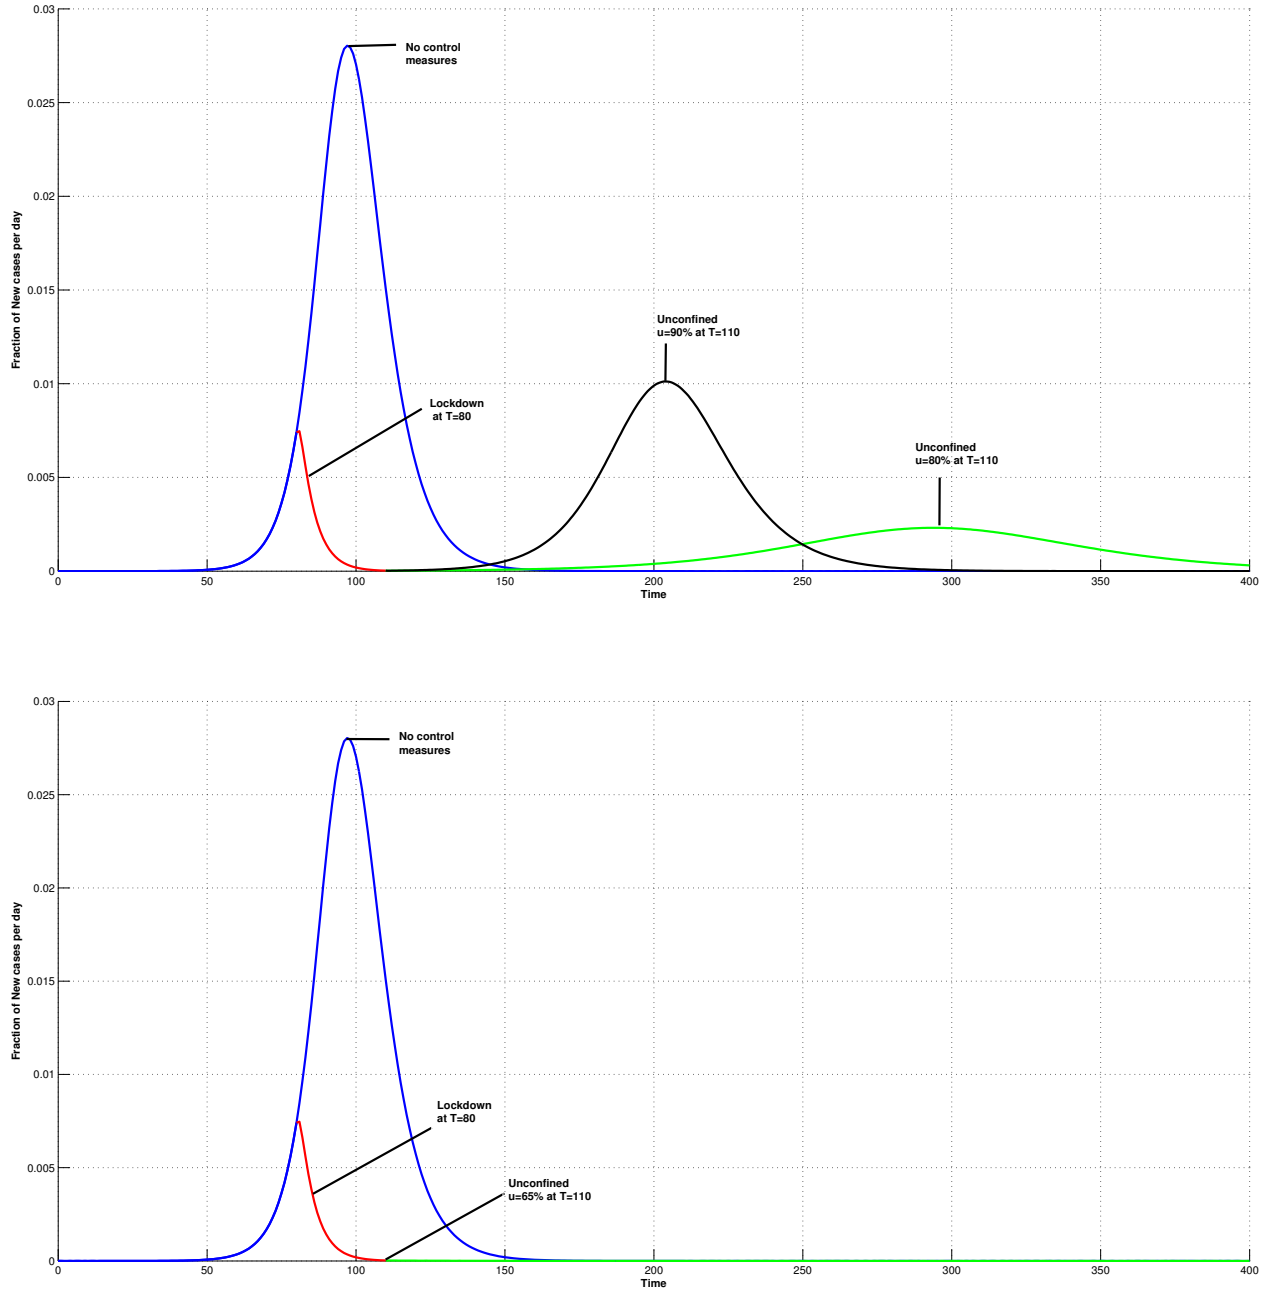 0.03
0.025
0.02
0.015
0.01
0.005
0
Fraction of New cases per day
No control
measures
Lockdown
at T=80
Unconfined
u=90% at T=110
Unconfined
u=80% at T=110
0 50 100 150 200 250 300 350 400
Time
0.03
0.025
0.02
0.015
0.01
0.005
0
Fraction of New cases per day
No control
measures
Lockdown
at T=80
Unconfined
u=65% at T=110
0 50 100 150 200 250 300 350 400
Time